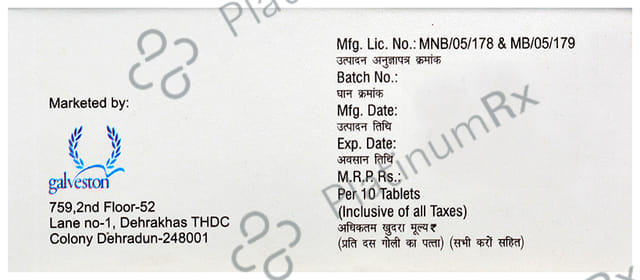 Marketed by:
galveston
759,2nd Floor-52
Lane no-1, Dehrakhas THDC
Colony Dehradun-248001
Mfg. Lic. No.: MNB/05/178 & MB/05/179
उत्पादन अनुज्ञापत्र क्रमांक
Batch No.:
घान क्रमांक
Mfg. Date:
उत्पादन तिथि
Exp. Date:
अवसान तिथि
M.R.P. Rs.:
Per 10 Tablets
(Inclusive of all Taxes)
अधिकतम खुदरा मूल्य ₹
(प्रति दस गोली का पत्ता) (सभी करों सहित)
PlatinumRx